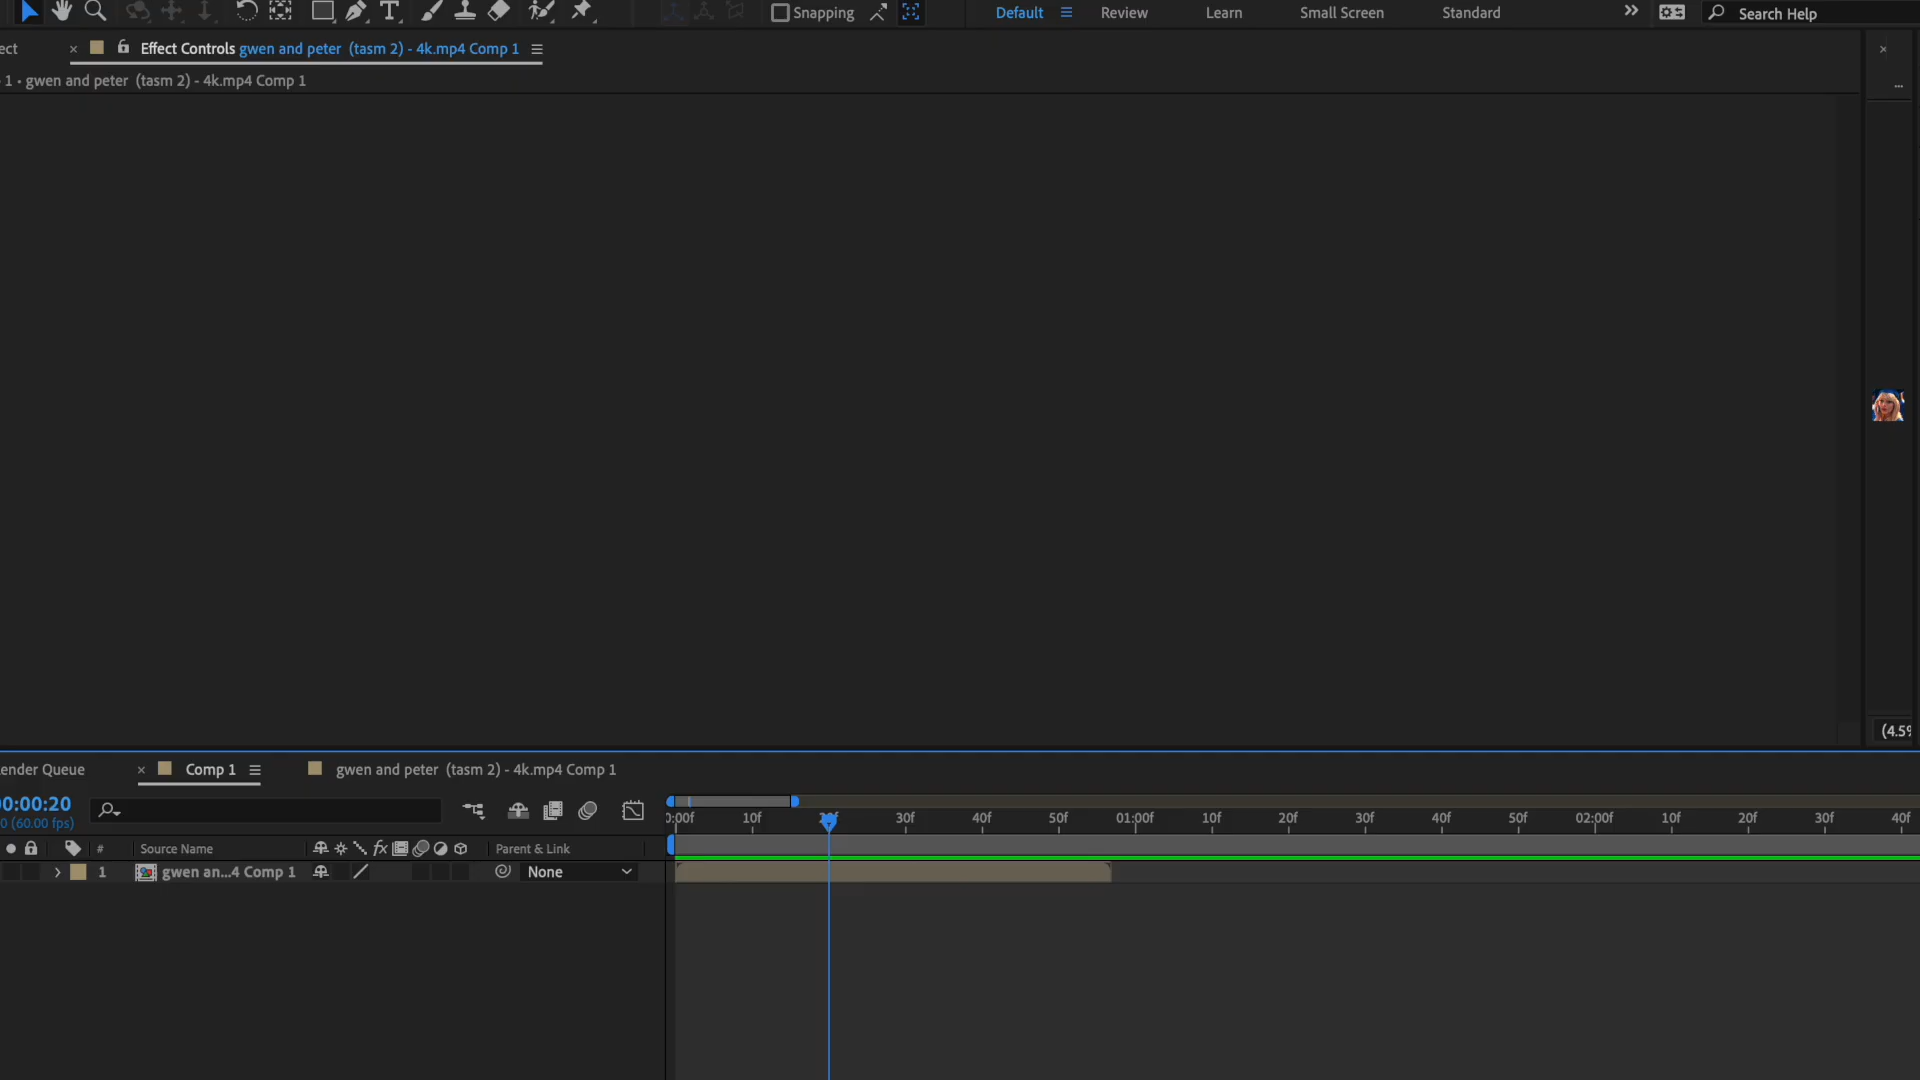 Snapping
Default
Review
Learn
Small Screen
Standard
Search Help
ect
Effect Controls gwen and peter (tasm 2) - 4k.mp4 Comp 1
1 • gwen and peter (tasm 2) - 4k.mp4 Comp 1
(4.5%
ender Queue
Comp 1
gwen and peter (tasm 2) - 4k.mp4 Comp 1
0:00:20
0 (60.00 fps)
0:00f 10f 20f 30f 40f 50f 01:00f 10f 20f 30f 40f 50f 02:00f 10f 20f 30f 40f
# Source Name
Parent & Link
1 gwen an...4 Comp 1
None